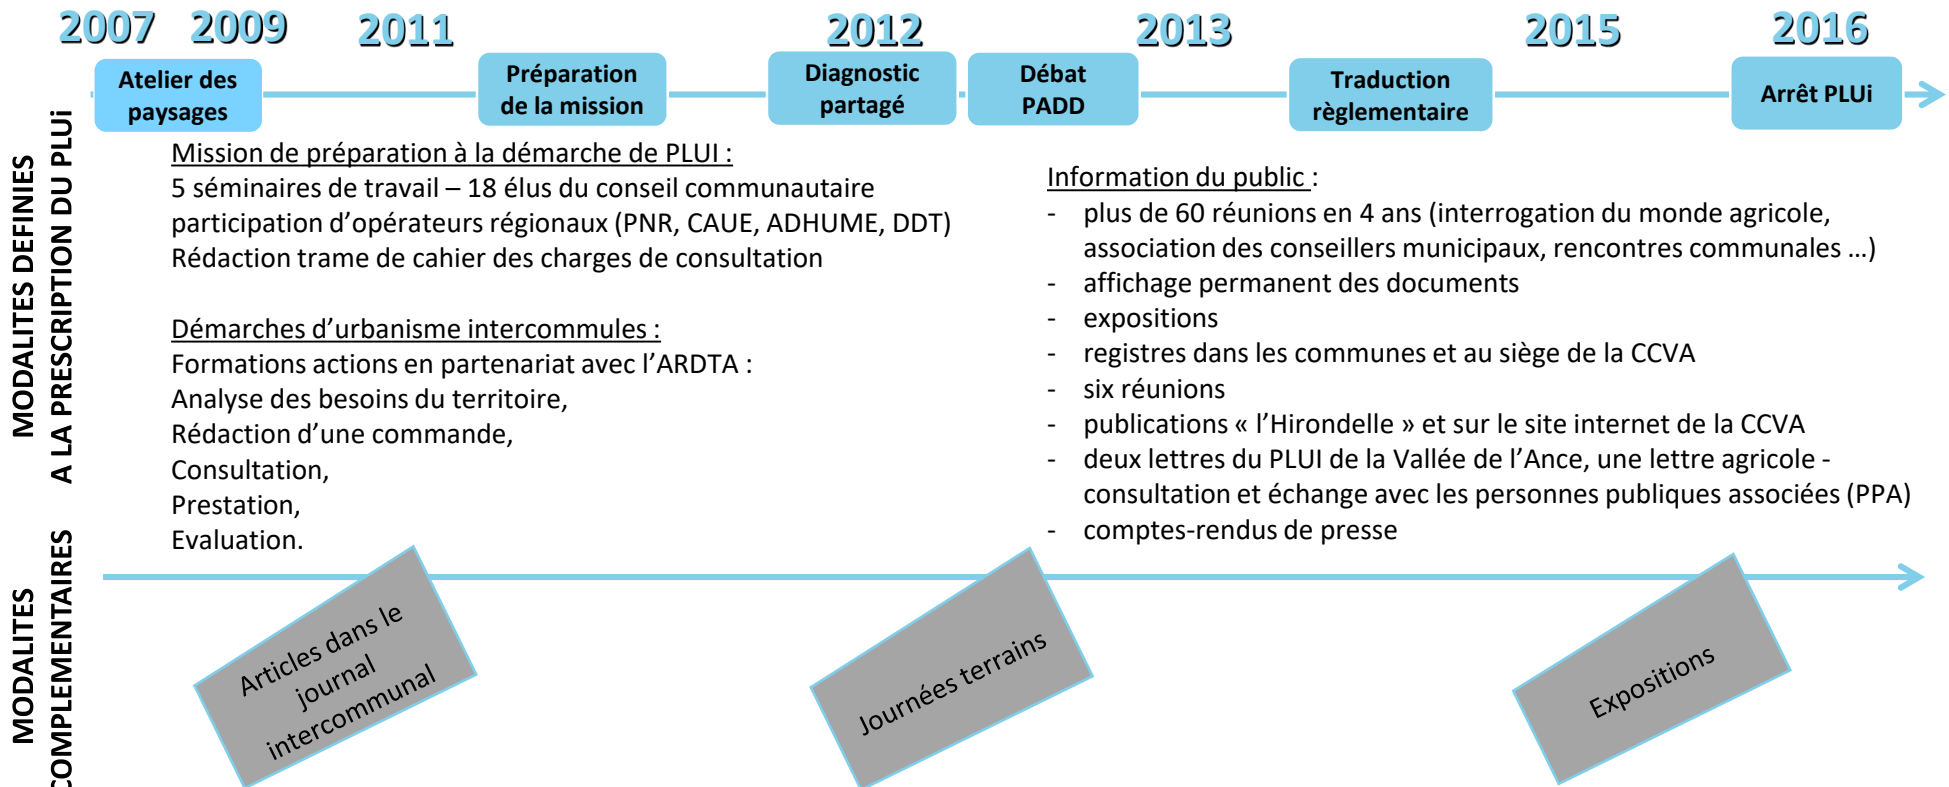 2007 2009 2011 2012 2013 2015 2016
Atelier des
paysages
Préparation
de la mission
Diagnostic
partagé
Débat
PADD
Traduction
règlementaire
Arrêt PLUi
MODALITES DEFINIES
A LA PRESCRIPTION DU PLUi
Mission de préparation à la démarche de PLUI :
5 séminaires de travail – 18 élus du conseil communautaire
participation d’opérateurs régionaux (PNR, CAUE, ADHUME, DDT)
Rédaction trame de cahier des charges de consultation
Démarches d’urbanisme intercommules :
Formations actions en partenariat avec l’ARDTA :
Analyse des besoins du territoire,
Rédaction d’une commande,
Consultation,
Prestation,
Evaluation.
Information du public :
- plus de 60 réunions en 4 ans (interrogation du monde agricole,
association des conseillers municipaux, rencontres communales …)
- affichage permanent des documents
- expositions
- registres dans les communes et au siège de la CCVA
- six réunions
- publications « l’Hirondelle » et sur le site internet de la CCVA
- deux lettres du PLUI de la Vallée de l’Ance, une lettre agricole -
consultation et échange avec les personnes publiques associées (PPA)
- comptes-rendus de presse
MODALITES
COMPLEMENTAIRES
Articles dans le
journal
intercommunal
Journées terrains
Expositions